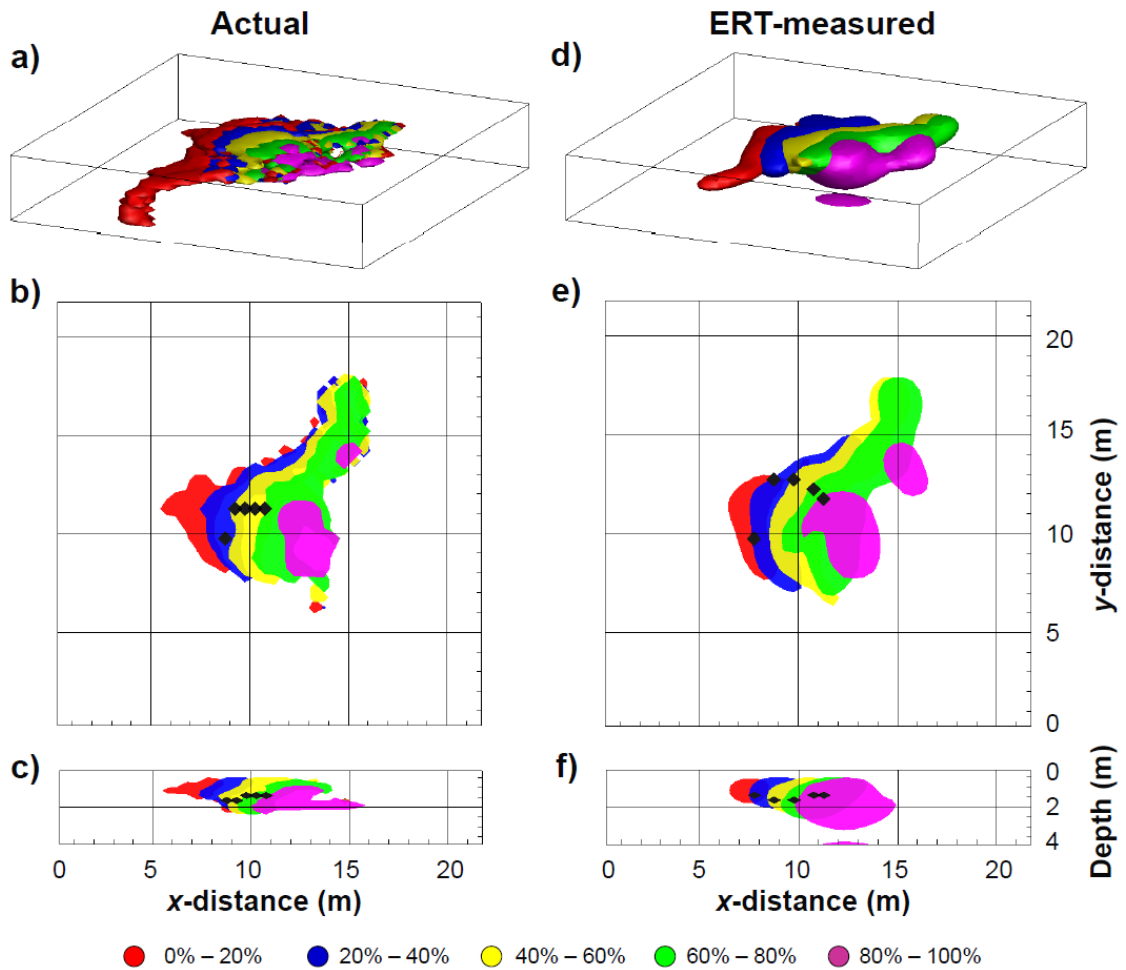 Actual ERT-measured
a) d)
b) e)
20
15
10
5
0
y-distance (m)
c) f)
0
2
4
Depth (m)
0 5 10 15 20 0 5 10 15 20
x-distance (m) x-distance (m)
0% – 20% 20% – 40% 40% – 60% 60% – 80% 80% – 100%